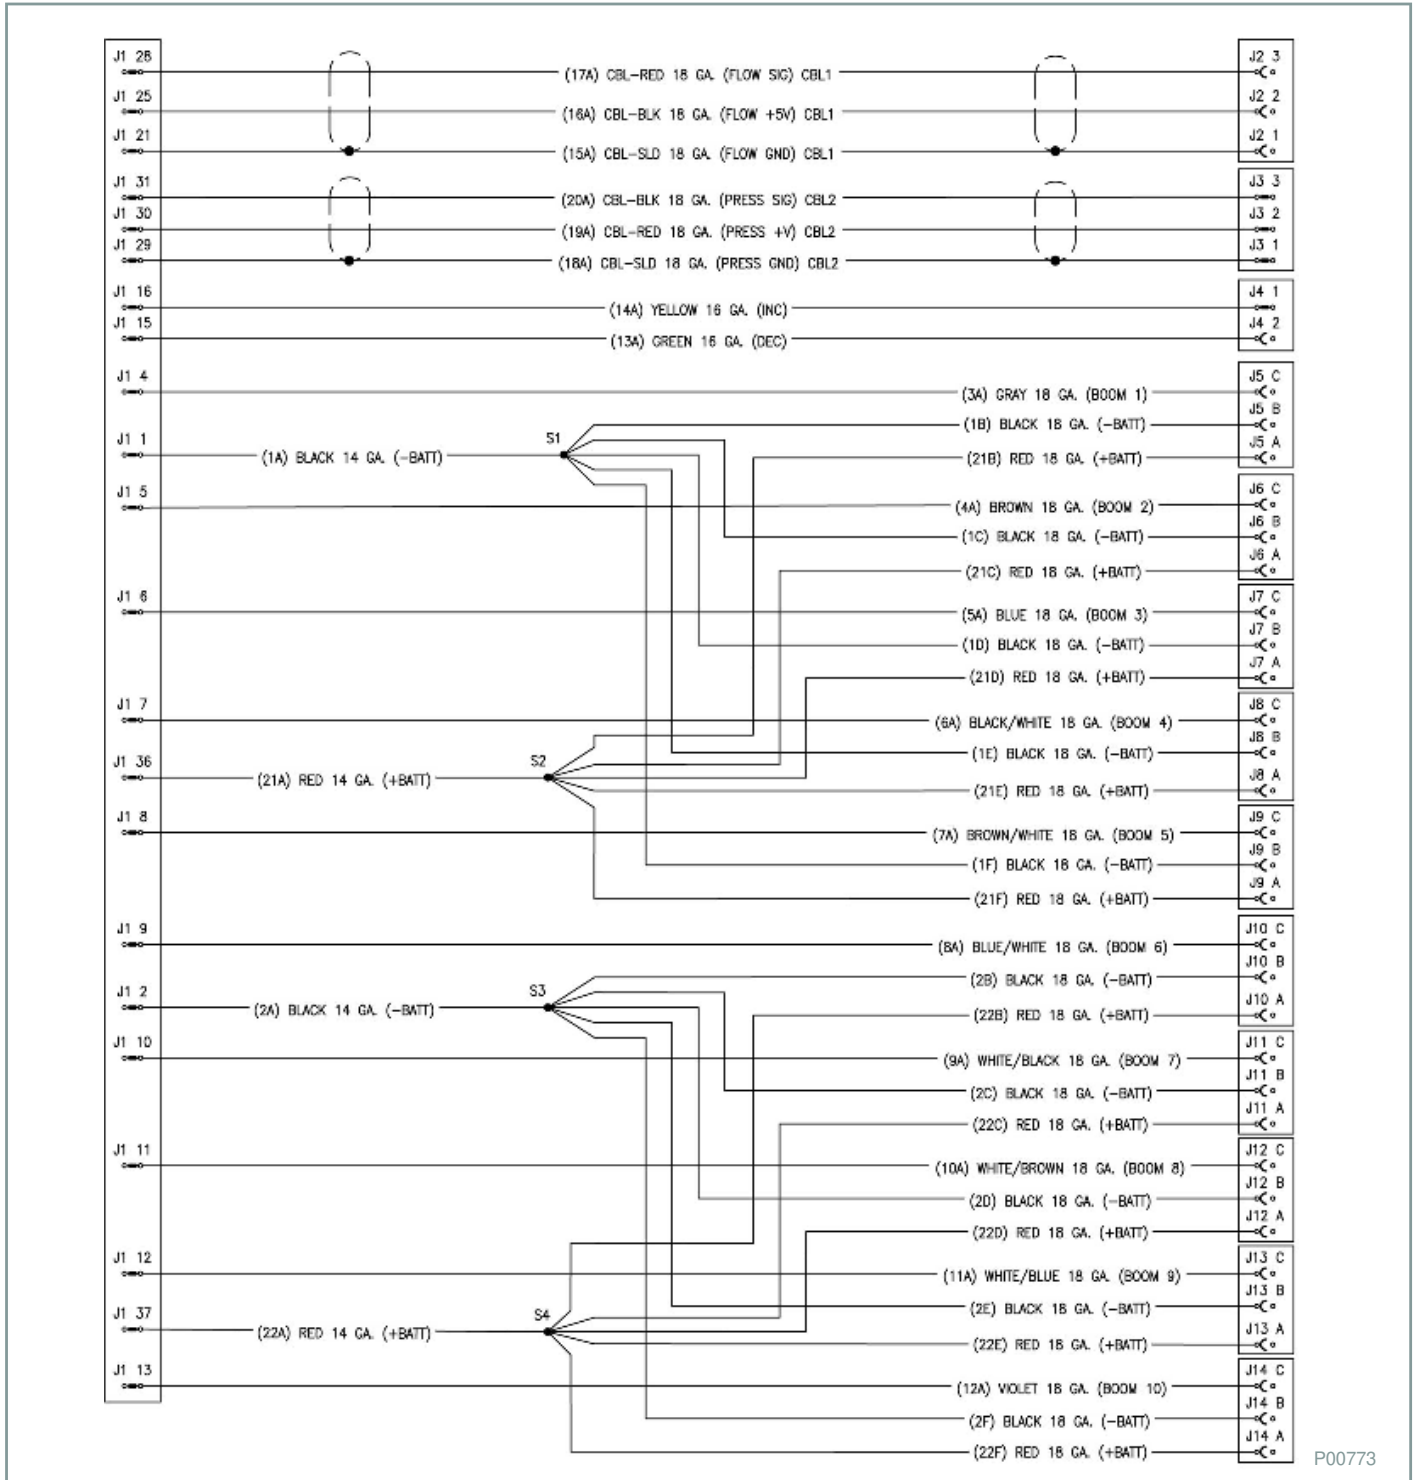 J1 28 (17A) CBL-RED 18 GA. (FLOW SIG) CBL1 J2 3
J1 25 (16A) CBL-BLK 18 GA. (FLOW +5V) CBL1 J2 2
J1 21 (15A) CBL-SLD 18 GA. (FLOW GND) CBL1 J2 1
J1 31 (20A) CBL-BLK 18 GA. (PRESS SIG) CBL2 J3 3
J1 30 (19A) CBL-RED 18 GA. (PRESS +V) CBL2 J3 2
J1 29 (18A) CBL-SLD 18 GA. (PRESS GND) CBL2 J3 1
J1 16 (14A) YELLOW 16 GA. (INC) J4 1
J1 15 (13A) GREEN 16 GA. (DEC) J4 2
J1 4 (3A) GRAY 18 GA. (BOOM 1) J5 C
(1B) BLACK 18 GA. (-BATT) J5 B
J1 1 (1A) BLACK 14 GA. (-BATT) S1 (21B) RED 18 GA. (+BATT) J5 A
J1 5 (4A) BROWN 18 GA. (BOOM 2) J6 C
(1C) BLACK 18 GA. (-BATT) J6 B
(21C) RED 18 GA. (+BATT) J6 A
J1 6 (5A) BLUE 18 GA. (BOOM 3) J7 C
(1D) BLACK 18 GA. (-BATT) J7 B
(21D) RED 18 GA. (+BATT) J7 A
J1 7 (6A) BLACK/WHITE 18 GA. (BOOM 4) J8 C
(1E) BLACK 18 GA. (-BATT) J8 B
J1 36 (21A) RED 14 GA. (+BATT) S2 (21E) RED 18 GA. (+BATT) J8 A
J1 8 (7A) BROWN/WHITE 18 GA. (BOOM 5) J9 C
(1F) BLACK 18 GA. (-BATT) J9 B
(21F) RED 18 GA. (+BATT) J9 A
J1 9 (8A) BLUE/WHITE 18 GA. (BOOM 6) J10 C
(2B) BLACK 18 GA. (-BATT) J10 B
J1 2 (2A) BLACK 14 GA. (-BATT) S3 (22B) RED 18 GA. (+BATT) J10 A
J1 10 (9A) WHITE/BLACK 18 GA. (BOOM 7) J11 C
(2C) BLACK 18 GA. (-BATT) J11 B
(22C) RED 18 GA. (+BATT) J11 A
J1 11 (10A) WHITE/BROWN 18 GA. (BOOM 8) J12 C
(2D) BLACK 18 GA. (-BATT) J12 B
(22D) RED 18 GA. (+BATT) J12 A
J1 12 (11A) WHITE/BLUE 18 GA. (BOOM 9) J13 C
(2E) BLACK 18 GA. (-BATT) J13 B
J1 37 (22A) RED 14 GA. (+BATT) S4 (22E) RED 18 GA. (+BATT) J13 A
J1 13 (12A) VIOLET 18 GA. (BOOM 10) J14 C
(2F) BLACK 18 GA. (-BATT) J14 B
(22F) RED 18 GA. (+BATT) J14 A
P00773